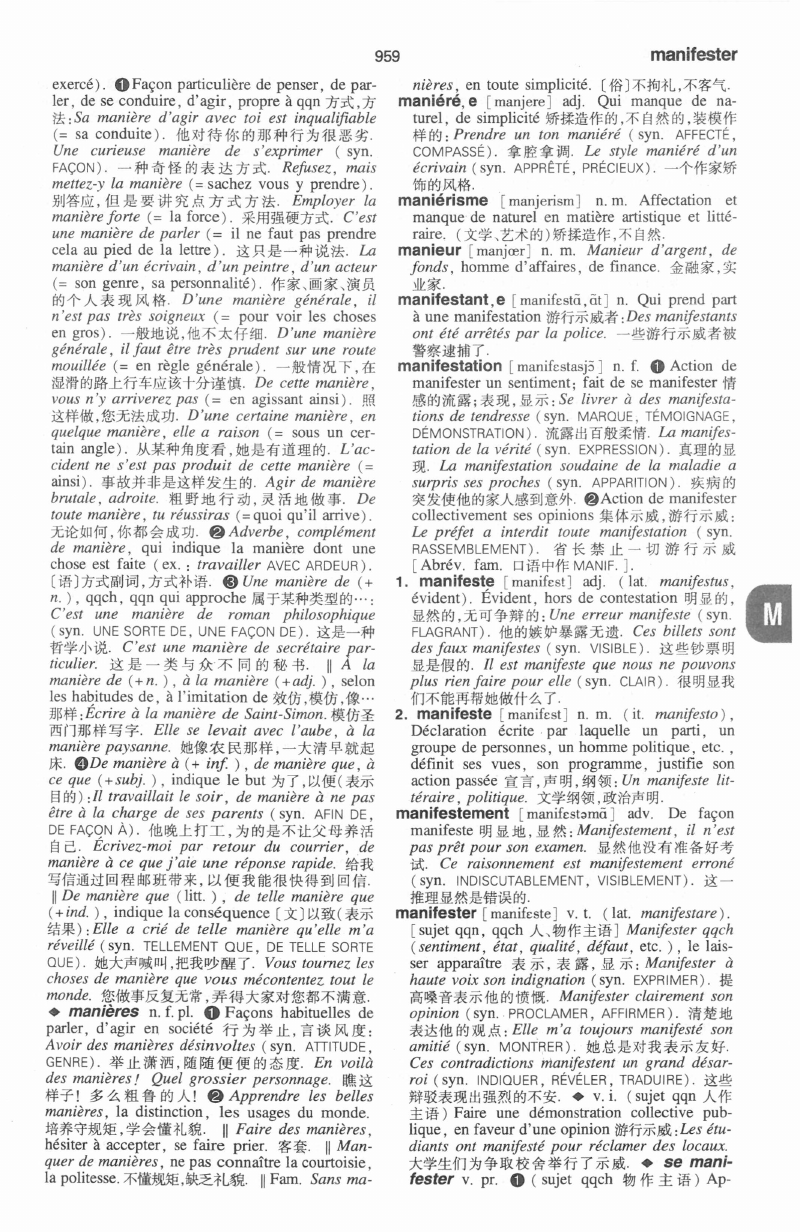 959
manifester
exercé). ❶Façon particulière de penser, de par-
ler, de se conduire, d'agir, propre à qqn 方式,方
法:Sa manière d'agir avec toi est inqualifiable
(= sa conduite). 他对待你的那种行为很恶劣.
Une curieuse manière de s'exprimer ( syn.
FAÇON). 一种奇怪的表达方式. Refusez, mais
mettez-y la manière (= sachez vous y prendre).
别答应,但是要讲究点方式方法. Employer la
manière forte (= la force). 采用强硬方式. C'est
une manière de parler (= il ne faut pas prendre
cela au pied de la lettre). 这只是一种说法. La
manière d'un écrivain, d'un peintre, d'un acteur
(= son genre, sa personnalité). 作家、画家、演员
的个人表现风格. D'une manière générale, il
n'est pas très soigneux (= pour voir les choses
en gros). 一般地说,他不太仔细. D'une manière
générale, il faut être très prudent sur une route
mouillée (= en règle générale). 一般情况下,在
湿滑的路上行车应该十分谨慎. De cette manière,
vous n'y arriverez pas (= en agissant ainsi). 照
这样做,您无法成功. D'une certaine manière, en
quelque manière, elle a raison (= sous un cer-
tain angle). 从某种角度看,她是有道理的. L'ac-
cident ne s'est pas produit de cette manière (=
ainsi). 事故并非是这样发生的. Agir de manière
brutale, adroite. 粗野地行动,灵活地做事. De
toute manière, tu réussiras (=quoi qu'il arrive).
无论如何,你都会成功. ❷Adverbe, complément
de manière, qui indique la manière dont une
chose est faite (ex. : travailler AVEC ARDEUR).
[语]方式副词,方式补语. ❸Une manière de (+
n. ), qqch, qqn qui approche 属于某种类型的…:
C'est une manière de roman philosophique
(syn. UNE SORTE DE, UNE FAÇON DE). 这是一种
哲学小说. C'est une manière de secrétaire par-
ticulier. 这是一类与众不同的秘书. ‖ À la
manière de (+n. ), à la manière (+adj. ), selon
les habitudes de, à l'imitation de 效仿,模仿,像…
那样:Écrire à la manière de Saint-Simon. 模仿圣
西门那样写字. Elle se levait avec l'aube, à la
manière paysanne. 她像农民那样,一大清早就起
床. ❹De manière à (+ inf. ), de manière que, à
ce que (+subj. ), indique le but 为了,以便(表示
目的):Il travaillait le soir, de manière à ne pas
être à la charge de ses parents (syn. AFIN DE,
DE FAÇON À). 他晚上打工,为的是不让父母养活
自己. Écrivez-moi par retour du courrier, de
manière à ce que j'aie une réponse rapide. 给我
写信通过回程邮班带来,以便我能很快得到回信.
‖ De manière que (litt. ), de telle manière que
(+ind. ), indique la conséquence [文]以致(表示
结果):Elle a crié de telle manière qu'elle m'a
réveillé (syn. TELLEMENT QUE, DE TELLE SORTE
QUE). 她大声喊叫,把我吵醒了. Vous tournez les
choses de manière que vous mécontentez tout le
monde. 您做事反复无常,弄得大家对您都不满意.
◆ manières n. f. pl. ❶ Façons habituelles de
parler, d'agir en société 行为举止,言谈风度:
Avoir des manières désinvoltes (syn. ATTITUDE,
GENRE). 举止潇洒,随随便便的态度. En voilà
des manières! Quel grossier personnage. 瞧这
样子! 多么粗鲁的人! ❷ Apprendre les belles
manières, la distinction, les usages du monde.
培养守规矩,学会懂礼貌. ‖ Faire des manières,
hésiter à accepter, se faire prier. 客套. ‖ Man-
quer de manières, ne pas connaître la courtoisie,
la politesse. 不懂规矩,缺乏礼貌. ‖ Fam. Sans ma-
nières, en toute simplicité. [俗]不拘礼,不客气.
maniéré, e [manjere] adj. Qui manque de na-
turel, de simplicité 矫揉造作的,不自然的,装模作
样的: Prendre un ton maniéré ( syn. AFFECTÉ,
COMPASSÉ). 拿腔拿调. Le style maniéré d'un
écrivain (syn. APPRÊTÉ, PRÉCIEUX). 一个作家矫
饰的风格.
maniérisme [manjerism] n. m. Affectation et
manque de naturel en matière artistique et litté-
raire. (文学、艺术的)矫揉造作,不自然.
manieur [manjœr] n. m. Manieur d'argent, de
fonds, homme d'affaires, de finance. 金融家,实
业家.
manifestant, e [manifɛstɑ̃, ɑ̃t] n. Qui prend part
à une manifestation 游行示威者:Des manifestants
ont été arrêtés par la police. 一些游行示威者被
警察逮捕了.
manifestation [manifɛstasjɔ̃] n. f. ❶ Action de
manifester un sentiment; fait de se manifester 情
感的流露;表现,显示: Se livrer à des manifesta-
tions de tendresse (syn. MARQUE, TÉMOIGNAGE,
DÉMONSTRATION). 流露出百般柔情. La manifes-
tation de la vérité (syn. EXPRESSION). 真理的显
现. La manifestation soudaine de la maladie a
surpris ses proches (syn. APPARITION). 疾病的
突发使他的家人感到意外. ❷Action de manifester
collectivement ses opinions 集体示威,游行示威:
Le préfet a interdit toute manifestation ( syn.
RASSEMBLEMENT). 省长禁止一切游行示威
[Abrév. fam. 口语中作 MANIF. ].
1. manifeste [manifɛst] adj. (lat. manifestus,
évident). Évident, hors de contestation 明显的,
显然的,无可争辩的:Une erreur manifeste (syn.
FLAGRANT). 他的嫉妒暴露无遗. Ces billets sont
des faux manifestes (syn. VISIBLE). 这些钞票明
显是假的. Il est manifeste que nous ne pouvons
plus rien faire pour elle (syn. CLAIR). 很明显我
们不能再帮她做什么了.
2. manifeste [manifɛst] n. m. (it. manifesto),
Déclaration écrite par laquelle un parti, un
groupe de personnes, un homme politique, etc. ,
définit ses vues, son programme, justifie son
action passée 宣言,声明,纲领:Un manifeste lit-
téraire, politique. 文学纲领,政治声明.
manifestement [manifɛstəmɑ̃] adv. De façon
manifeste 明显地,显然:Manifestement, il n'est
pas prêt pour son examen. 显然他没有准备好考
试. Ce raisonnement est manifestement erroné
(syn. INDISCUTABLEMENT, VISIBLEMENT). 这一
推理显然是错误的.
manifester [manifɛste] v. t. (lat. manifestare).
[sujet qqn, qqch 人、物作主语] Manifester qqch
(sentiment, état, qualité, défaut, etc. ), le lais-
ser apparaître 表示,表露,显示: Manifester à
haute voix son indignation (syn. EXPRIMER). 提
高嗓音表示他的愤慨. Manifester clairement son
opinion (syn. PROCLAMER, AFFIRMER). 清楚地
表达他的观点: Elle m'a toujours manifesté son
amitié (syn. MONTRER). 她总是对我表示友好.
Ces contradictions manifestent un grand désar-
roi (syn. INDIQUER, RÉVÉLER, TRADUIRE). 这些
辩驳表现出强烈的不安. ◆ v. i. (sujet qqn 人作
主语) Faire une démonstration collective pub-
lique, en faveur d'une opinion 游行示威:Les étu-
diants ont manifesté pour réclamer des locaux.
大学生们为争取校舍举行了示威. ◆ se mani-
fester v. pr. ❶ (sujet qqch 物作主语) Ap-
M